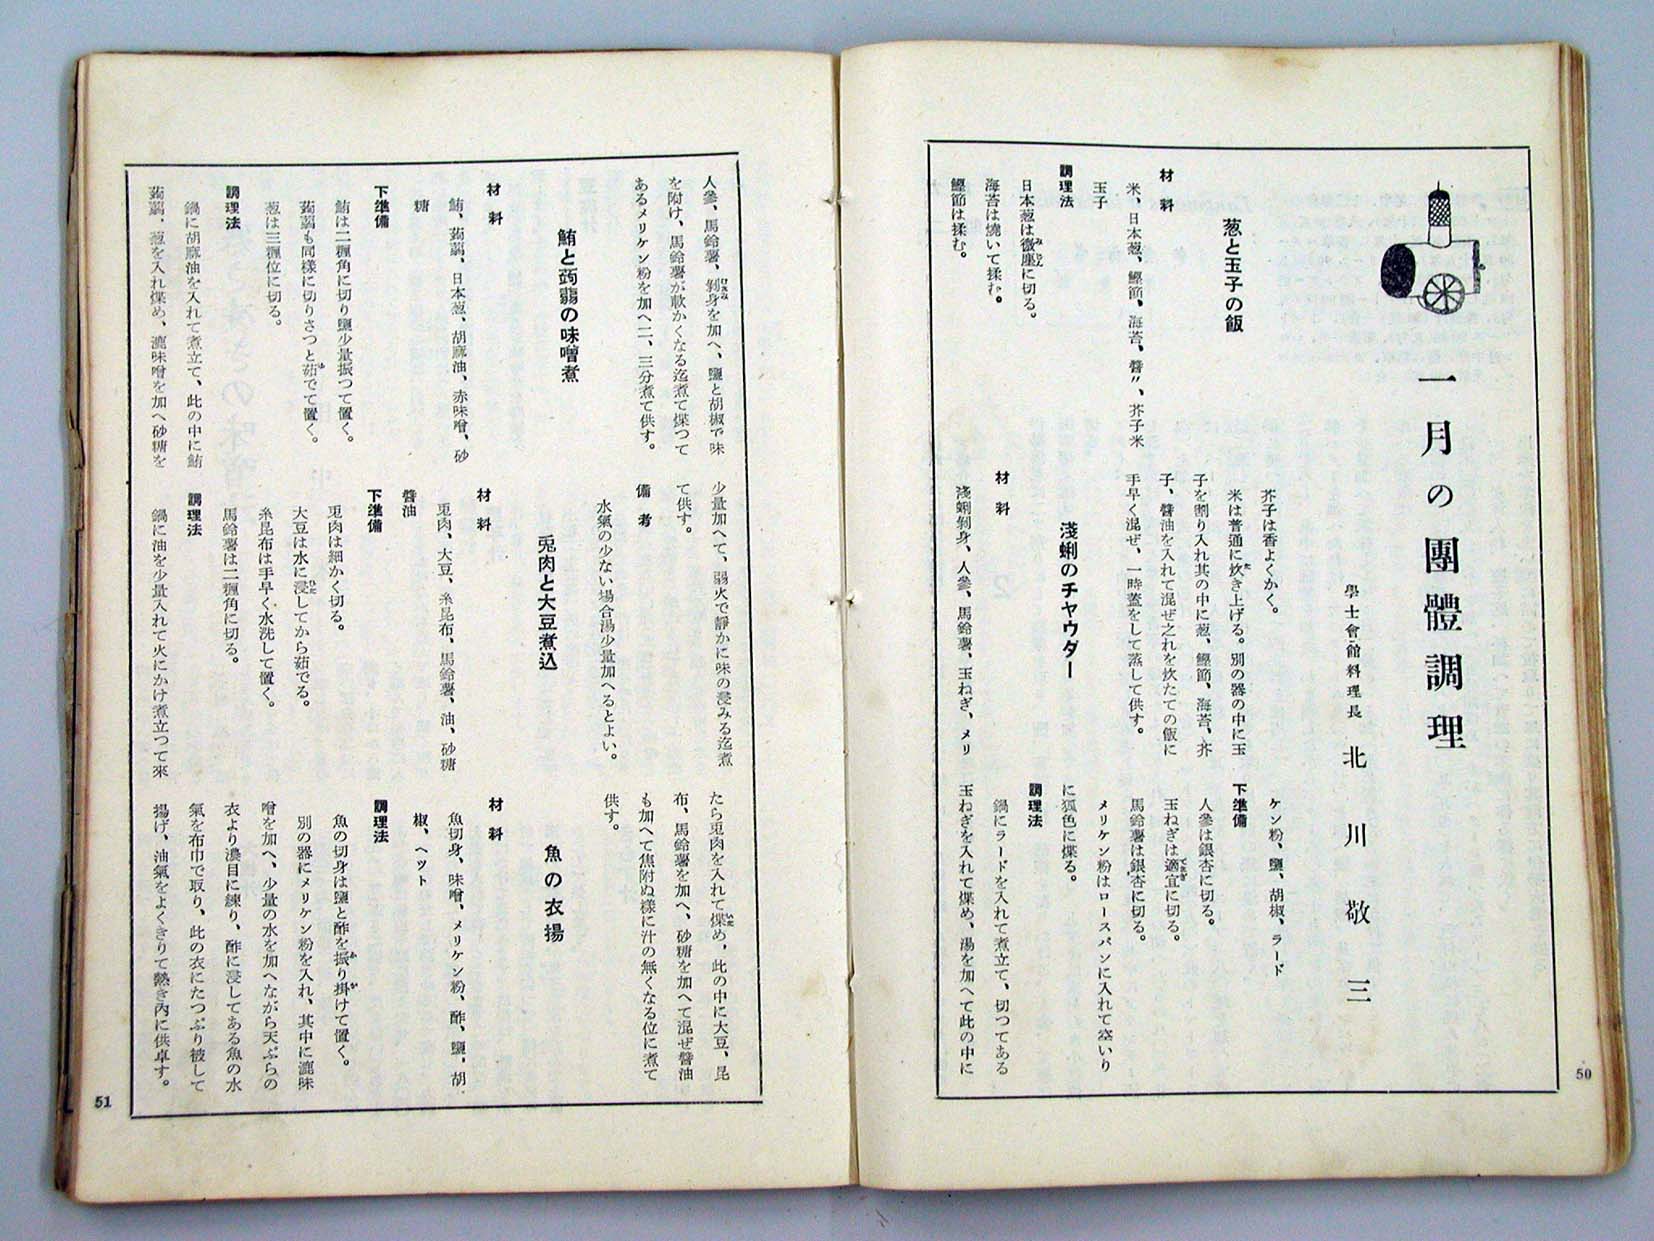 一月の團體調理
學士會館料理長　北川敬三
葱と玉子の飯
材料
米、日本葱、鰹節、海苔、醬〃、芥子米
玉子
調理法
日本葱は微塵に切る。
海苔は燒いて揉む。
鰹節は揉む。
芥子は香よくかく。
米は普通に炊き上げる。別の器の中に玉
子を割り入れ其の中に葱、鰹節、海苔、芥
子、醬油を入れて混ぜ之れを炊たての飯に
手早く混ぜ、一時蓋をして蒸して供す。
淺蜊のチャウダー
材料
淺蜊剝身、人參、馬鈴薯、玉ねぎ、メリ
ケン粉、鹽、胡椒、ラード
下準備
人參は銀杏に切る。
玉ねぎは適宜に切る。
馬鈴薯は銀杏に切る。
メリケン粉はロースパンに入れて空いり
に狐色に煠る。
調理法
鍋にラードを入れて煮立て、切つてある
玉ねぎを入れて煠め、湯を加へて此の中に
50
人參、馬鈴薯、剝身を加へ、鹽と胡椒で味
を附け、馬鈴薯が軟かくなる迄煮て煠つて
あるメリケン粉を加へ二、三分煮て供す。
鮪と蒟蒻の味噌煮
材料
鮪、蒟蒻、日本葱、胡麻油、赤味噌、砂
糖
下準備
鮪は二糎角に切り鹽少量振つて置く。
蒟蒻も同樣に切りさつと茹でて置く。
葱は三糎位に切る。
調理法
鍋に胡麻油を入れて煮立て、此の中に鮪
蒟蒻、葱を入れ煠め、漉味噌を加へ砂糖を
少量加へて、弱火で靜かに味の浸みる迄煮
て供す。
備考
水氣の少ない場合湯少量加へるとよい。
兎肉と大豆煮込
材料
兎肉、大豆、糸昆布、馬鈴薯、油、砂糖
醬油
下準備
兎肉は細かく切る。
大豆は水に浸してから茹でる。
糸昆布は手早く水洗して置く。
馬鈴薯は二糎角に切る。
調理法
鍋に油を少量入れて火にかけ煮立つて來
たら兎肉を入れて煠め、此の中に大豆、昆
布、馬鈴薯を加へ、砂糖を加へて混ぜ醬油
も加へて焦附ぬ樣に汁の無くなる位に煮て
供す。
魚の衣揚
材料
魚切身、味噌、メリケン粉、酢、鹽、胡
椒、ヘツト
調理法
魚の切身は鹽と酢を振り掛けて置く。
別の器にメリケン粉を入れ、其中に漉味
噌を加へ、少量の水を加へながら天ぷらの
衣より濃目に練り、酢に浸してある魚の水
氣を布巾で取り、此の衣にたつぷり被して
揚げ、油氣をよくきりて熱き內に供卓す。
51